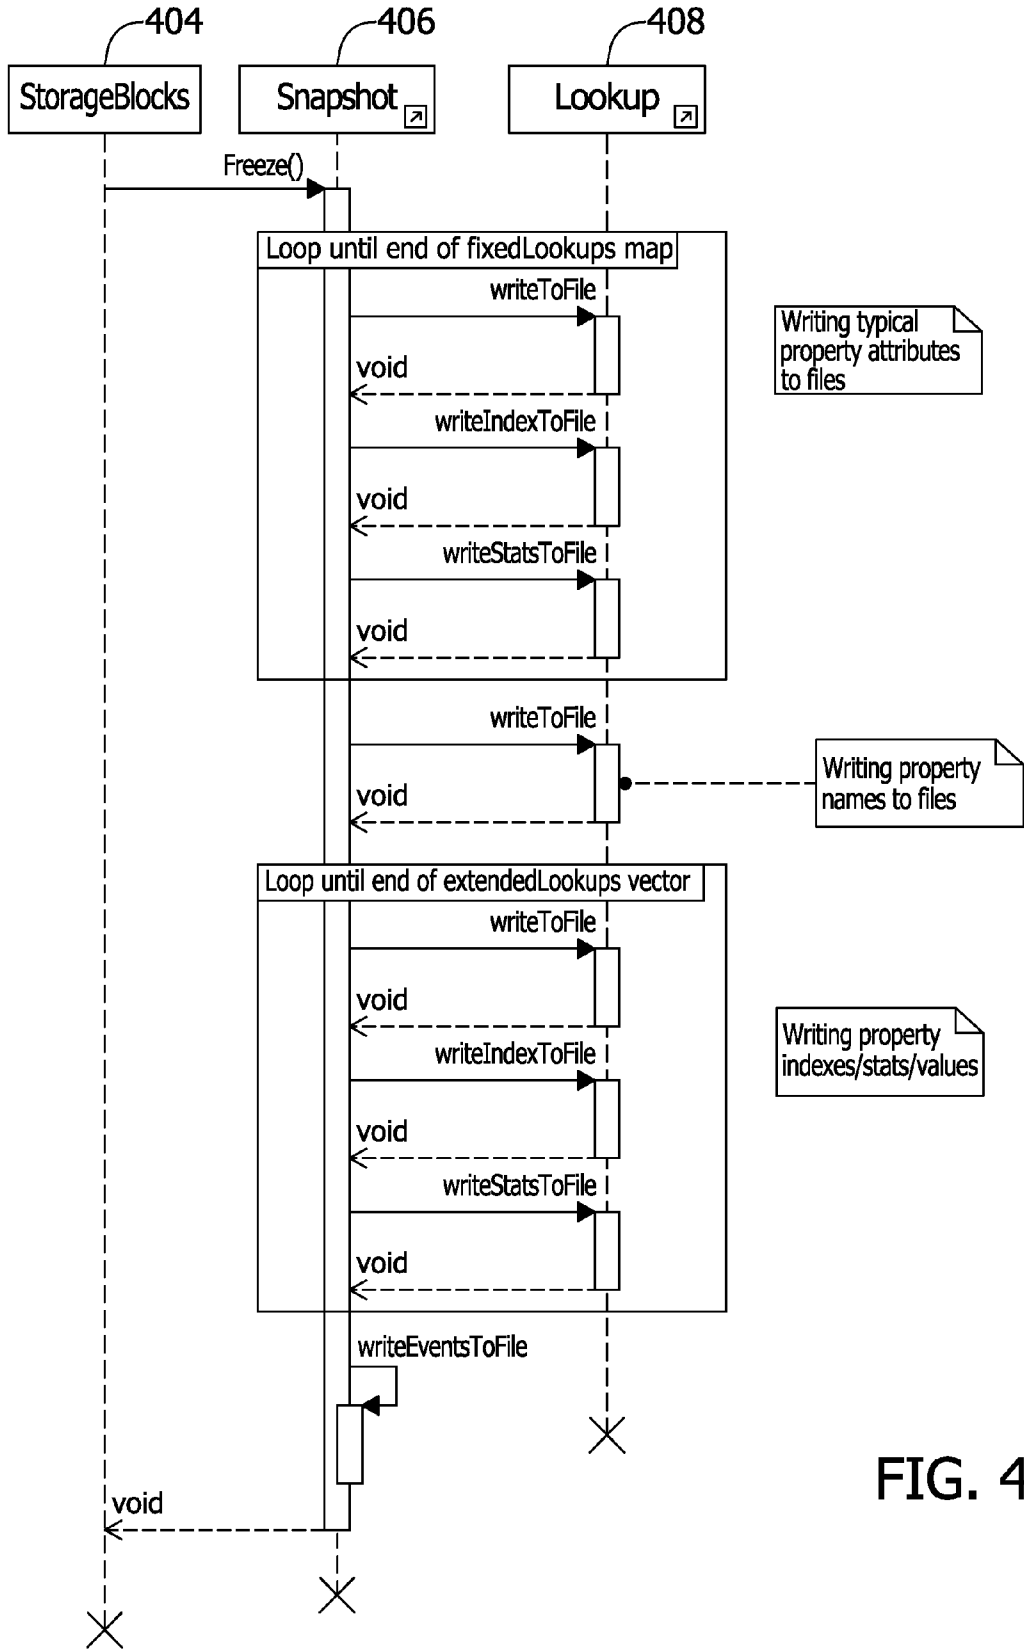 404
406
408
StorageBlocks
Snapshot
Lookup
Freeze()
Loop until end of fixedLookups map
writeToFile
Writing typical
property attributes
to files
void
writeIndexToFile
void
writeStatsToFile
void
writeToFile
Writing property
names to files
void
Loop until end of extendedLookups vector
writeToFile
void
Writing property
indexes/stats/values
writeIndexToFile
void
writeStatsToFile
void
writeEventsToFile
FIG. 4
void